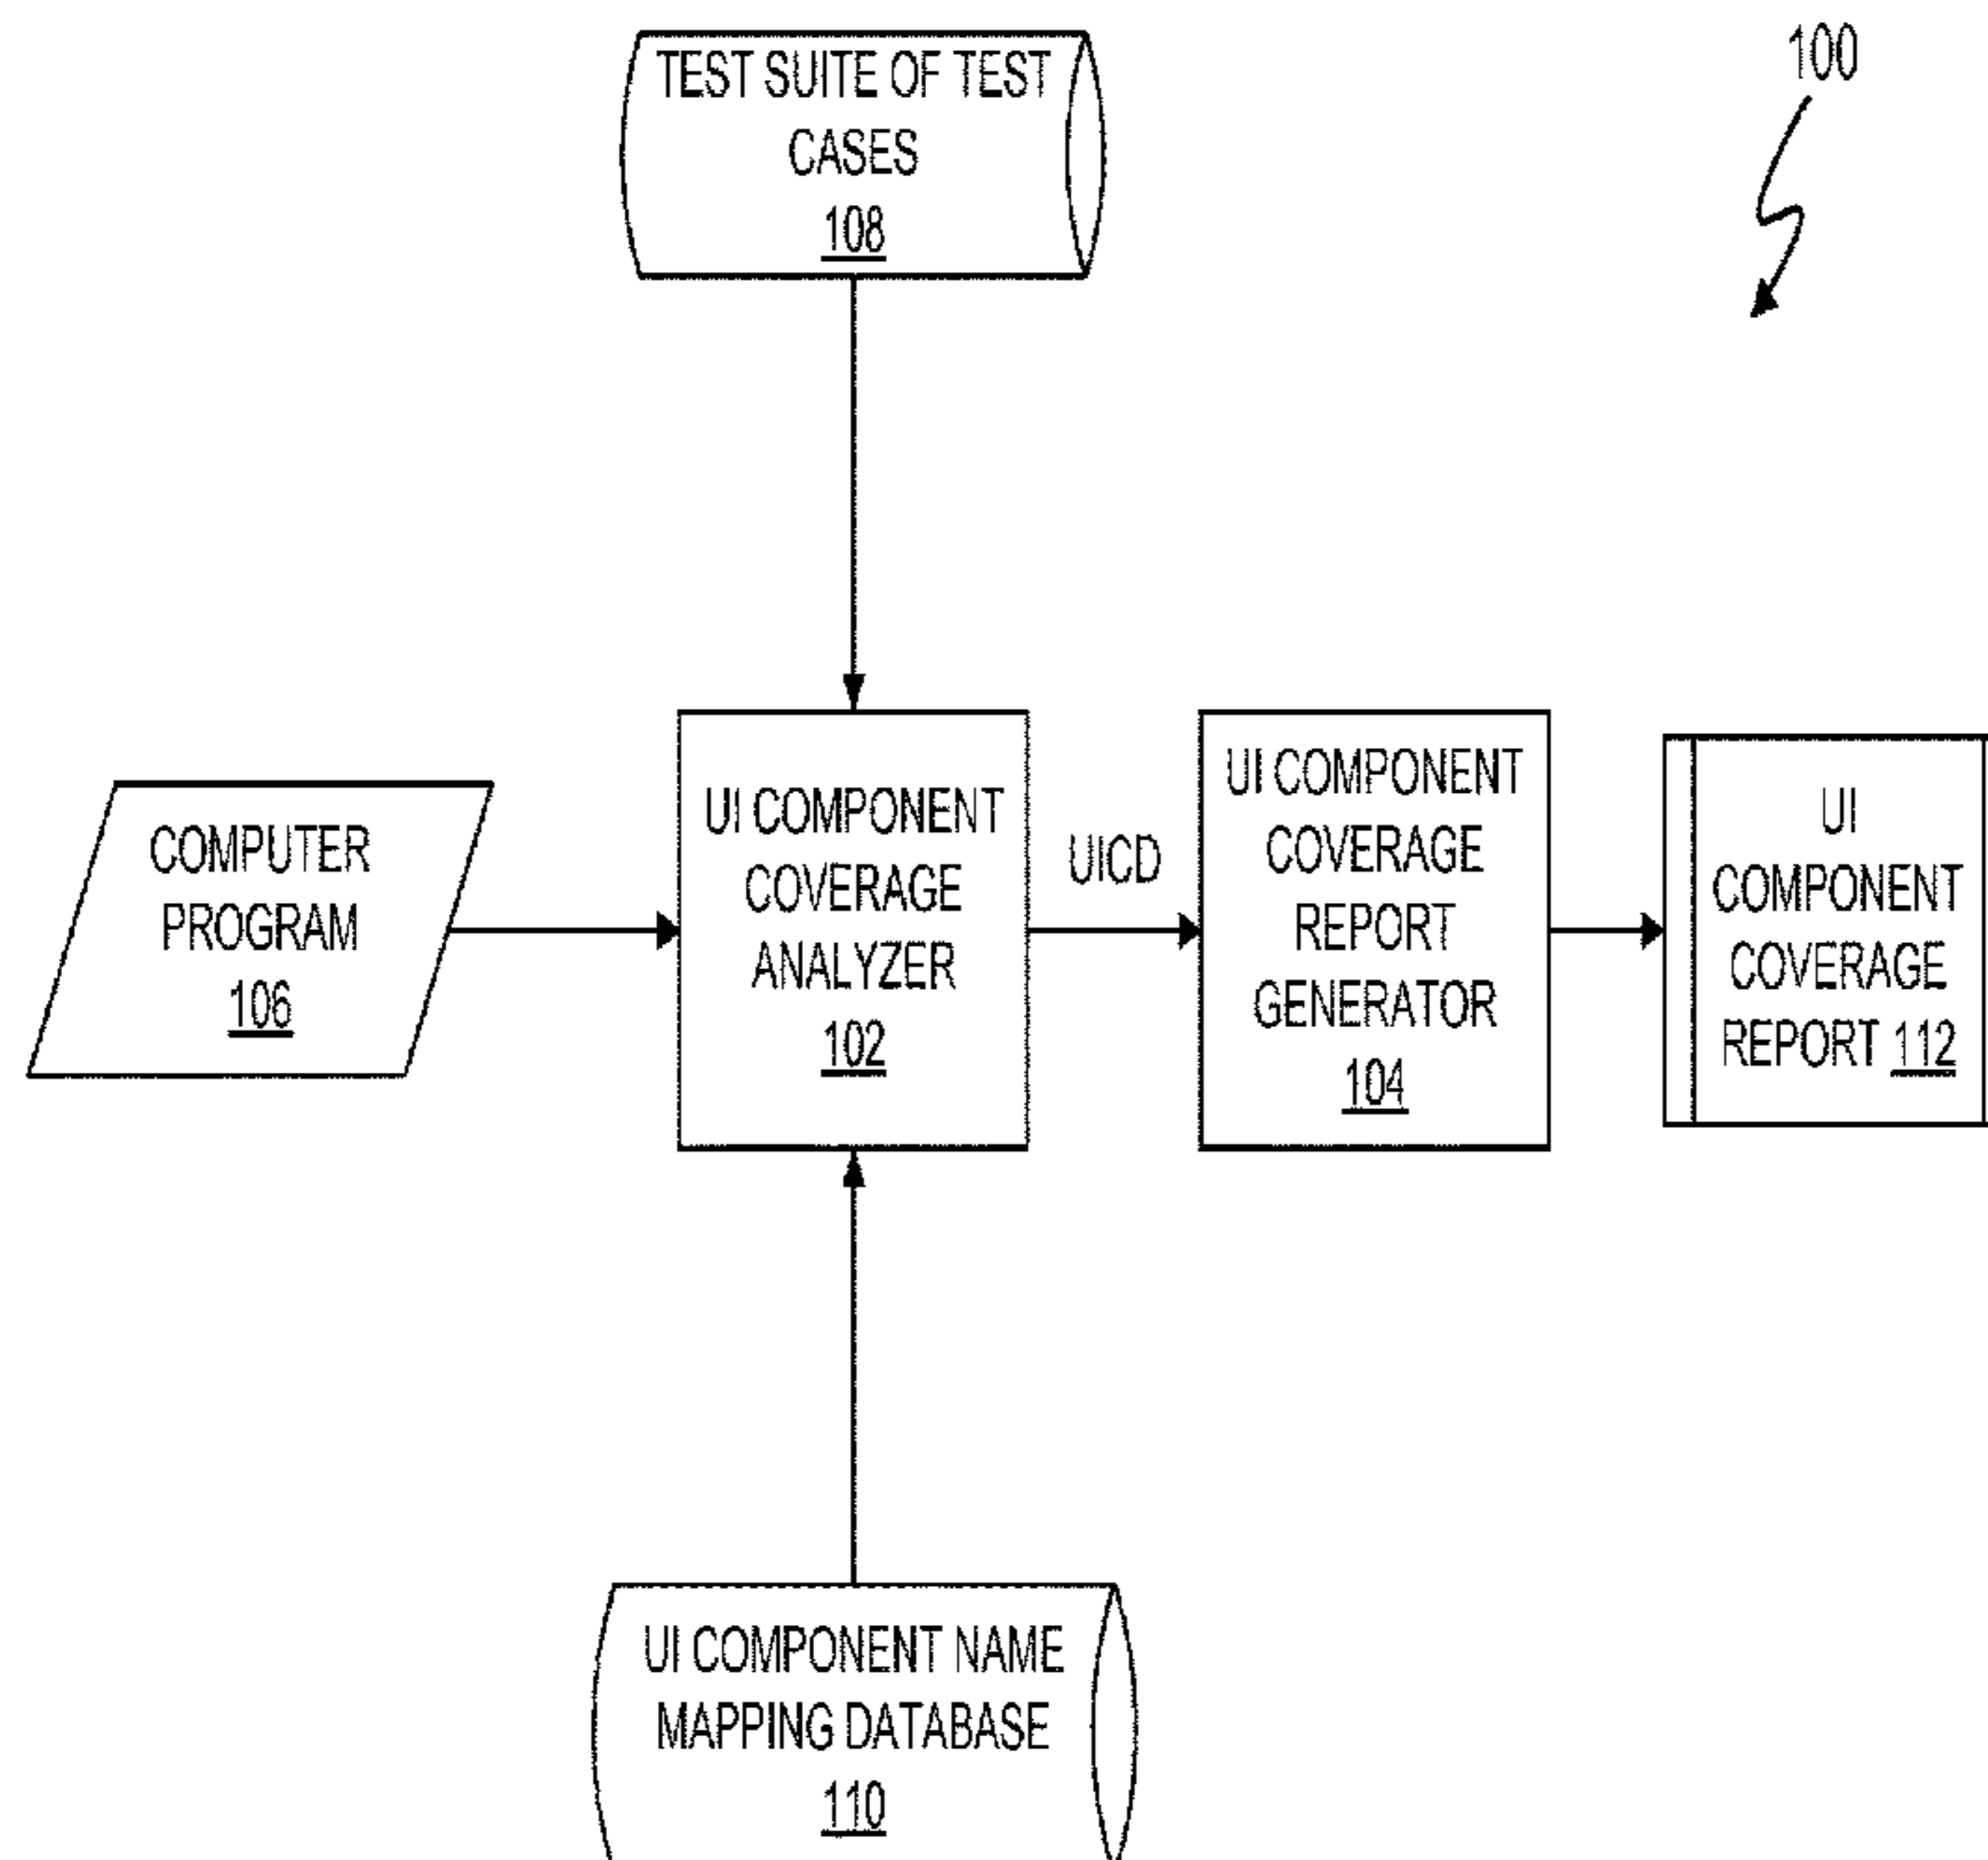 100
TEST SUITE OF TEST
CASES
108
COMPUTER
PROGRAM
106
UI COMPONENT
COVERAGE
ANALYZER
102
UICD
UI COMPONENT
COVERAGE
REPORT
GENERATOR
104
UI
COMPONENT
COVERAGE
REPORT 112
UI COMPONENT NAME
MAPPING DATABASE
110